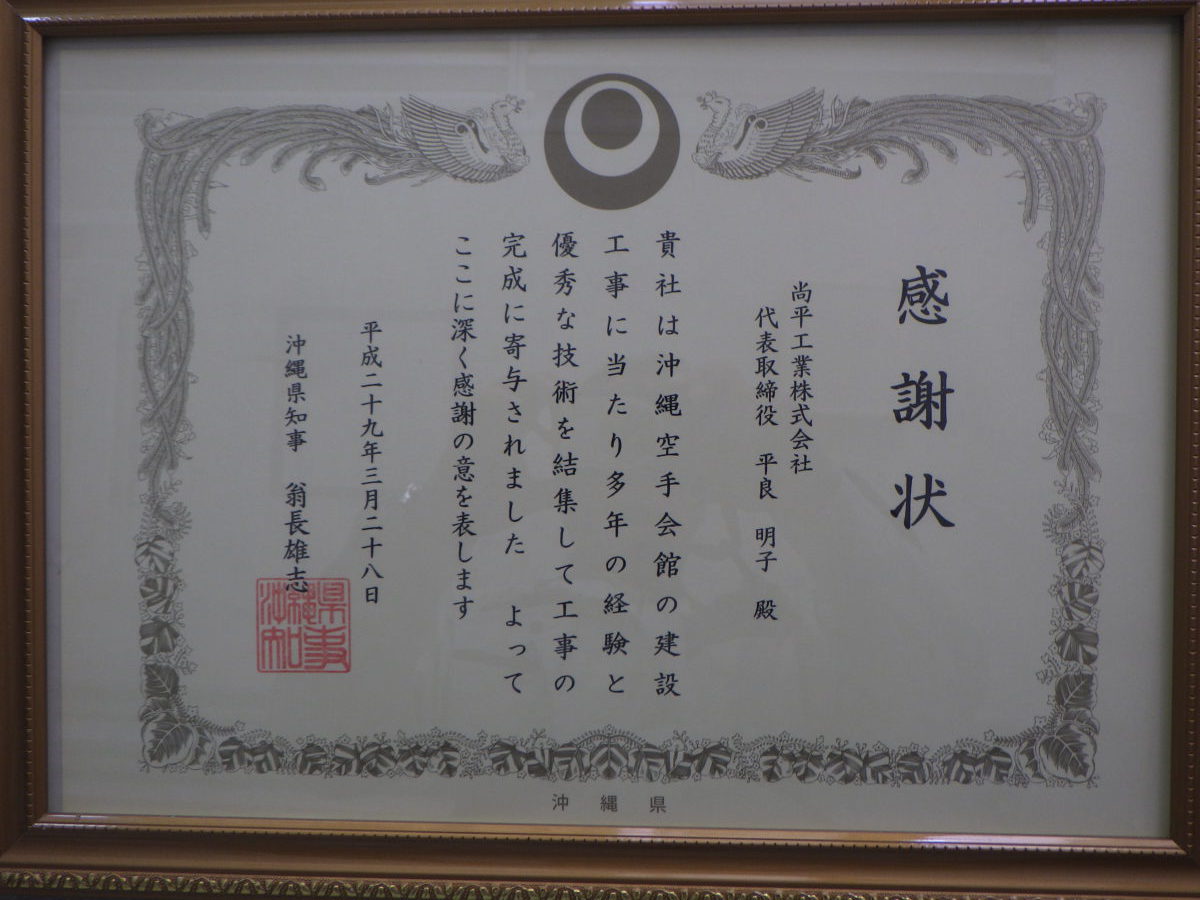 感謝状
尚平工業株式会社
代表取締役 平良 明子 殿
貴社は沖縄空手会館の建設
工事に当たり多年の経験と
優秀な技術を結集して工事の
完成に寄与されました よって
ここに深く感謝の意を表します
平成二十九年三月二十八日
沖縄県知事 翁長雄志
沖縄県知事
沖縄県